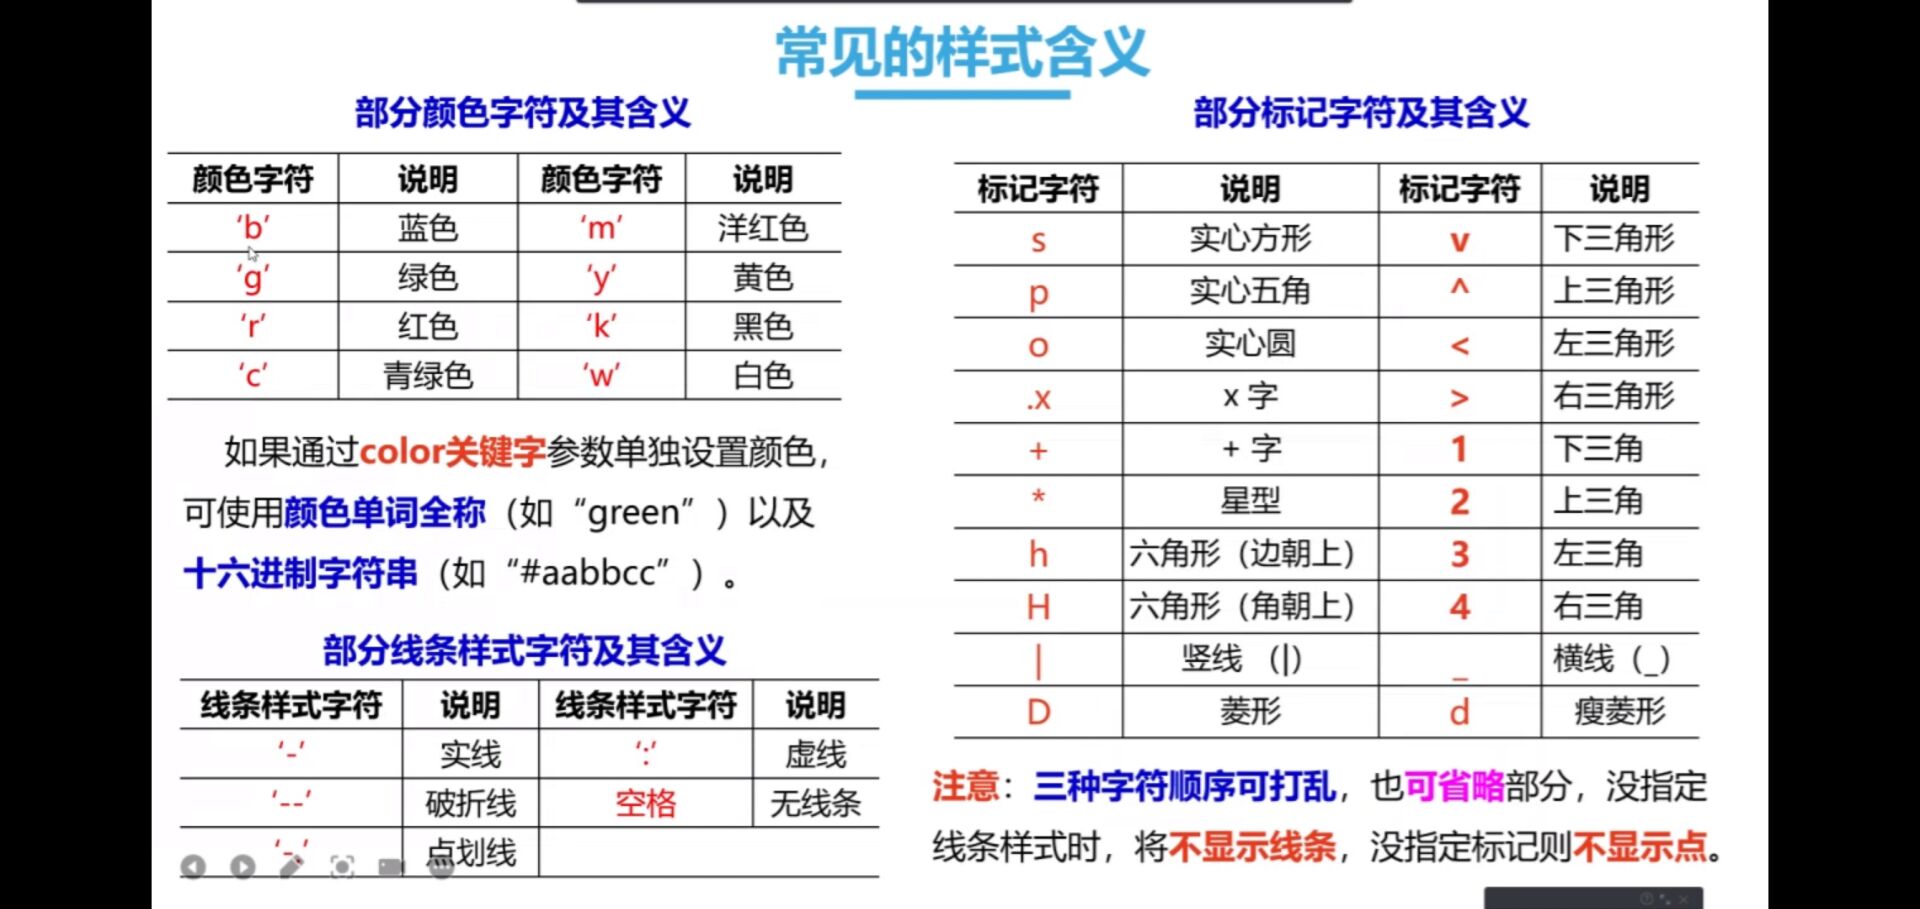 常见的样式含义
部分颜色字符及其含义
颜色字符 说明 颜色字符 说明
‘b’ 蓝色 ‘m’ 洋红色
‘g’ 绿色 ‘y’ 黄色
‘r’ 红色 ‘k’ 黑色
‘c’ 青绿色 ‘w’ 白色
如果通过color关键字参数单独设置颜色，
可使用颜色单词全称（如“green”）以及
十六进制字符串（如“#aabbcc”）。
部分线条样式字符及其含义
线条样式字符 说明 线条样式字符 说明
‘-’ 实线 ‘:’ 虚线
‘--’ 破折线 空格 无线条
点划线
部分标记字符及其含义
标记字符 说明 标记字符 说明
s 实心方形 v 下三角形
p 实心五角 ^ 上三角形
o 实心圆 < 左三角形
.x x 字 > 右三角形
+ + 字 1 下三角
* 星型 2 上三角
h 六角形（边朝上） 3 左三角
H 六角形（角朝上） 4 右三角
| 竖线 （|） _ 横线（_）
D 菱形 d 瘦菱形
注意：三种字符顺序可打乱，也可省略部分，没指定
线条样式时，将不显示线条，没指定标记则不显示点。